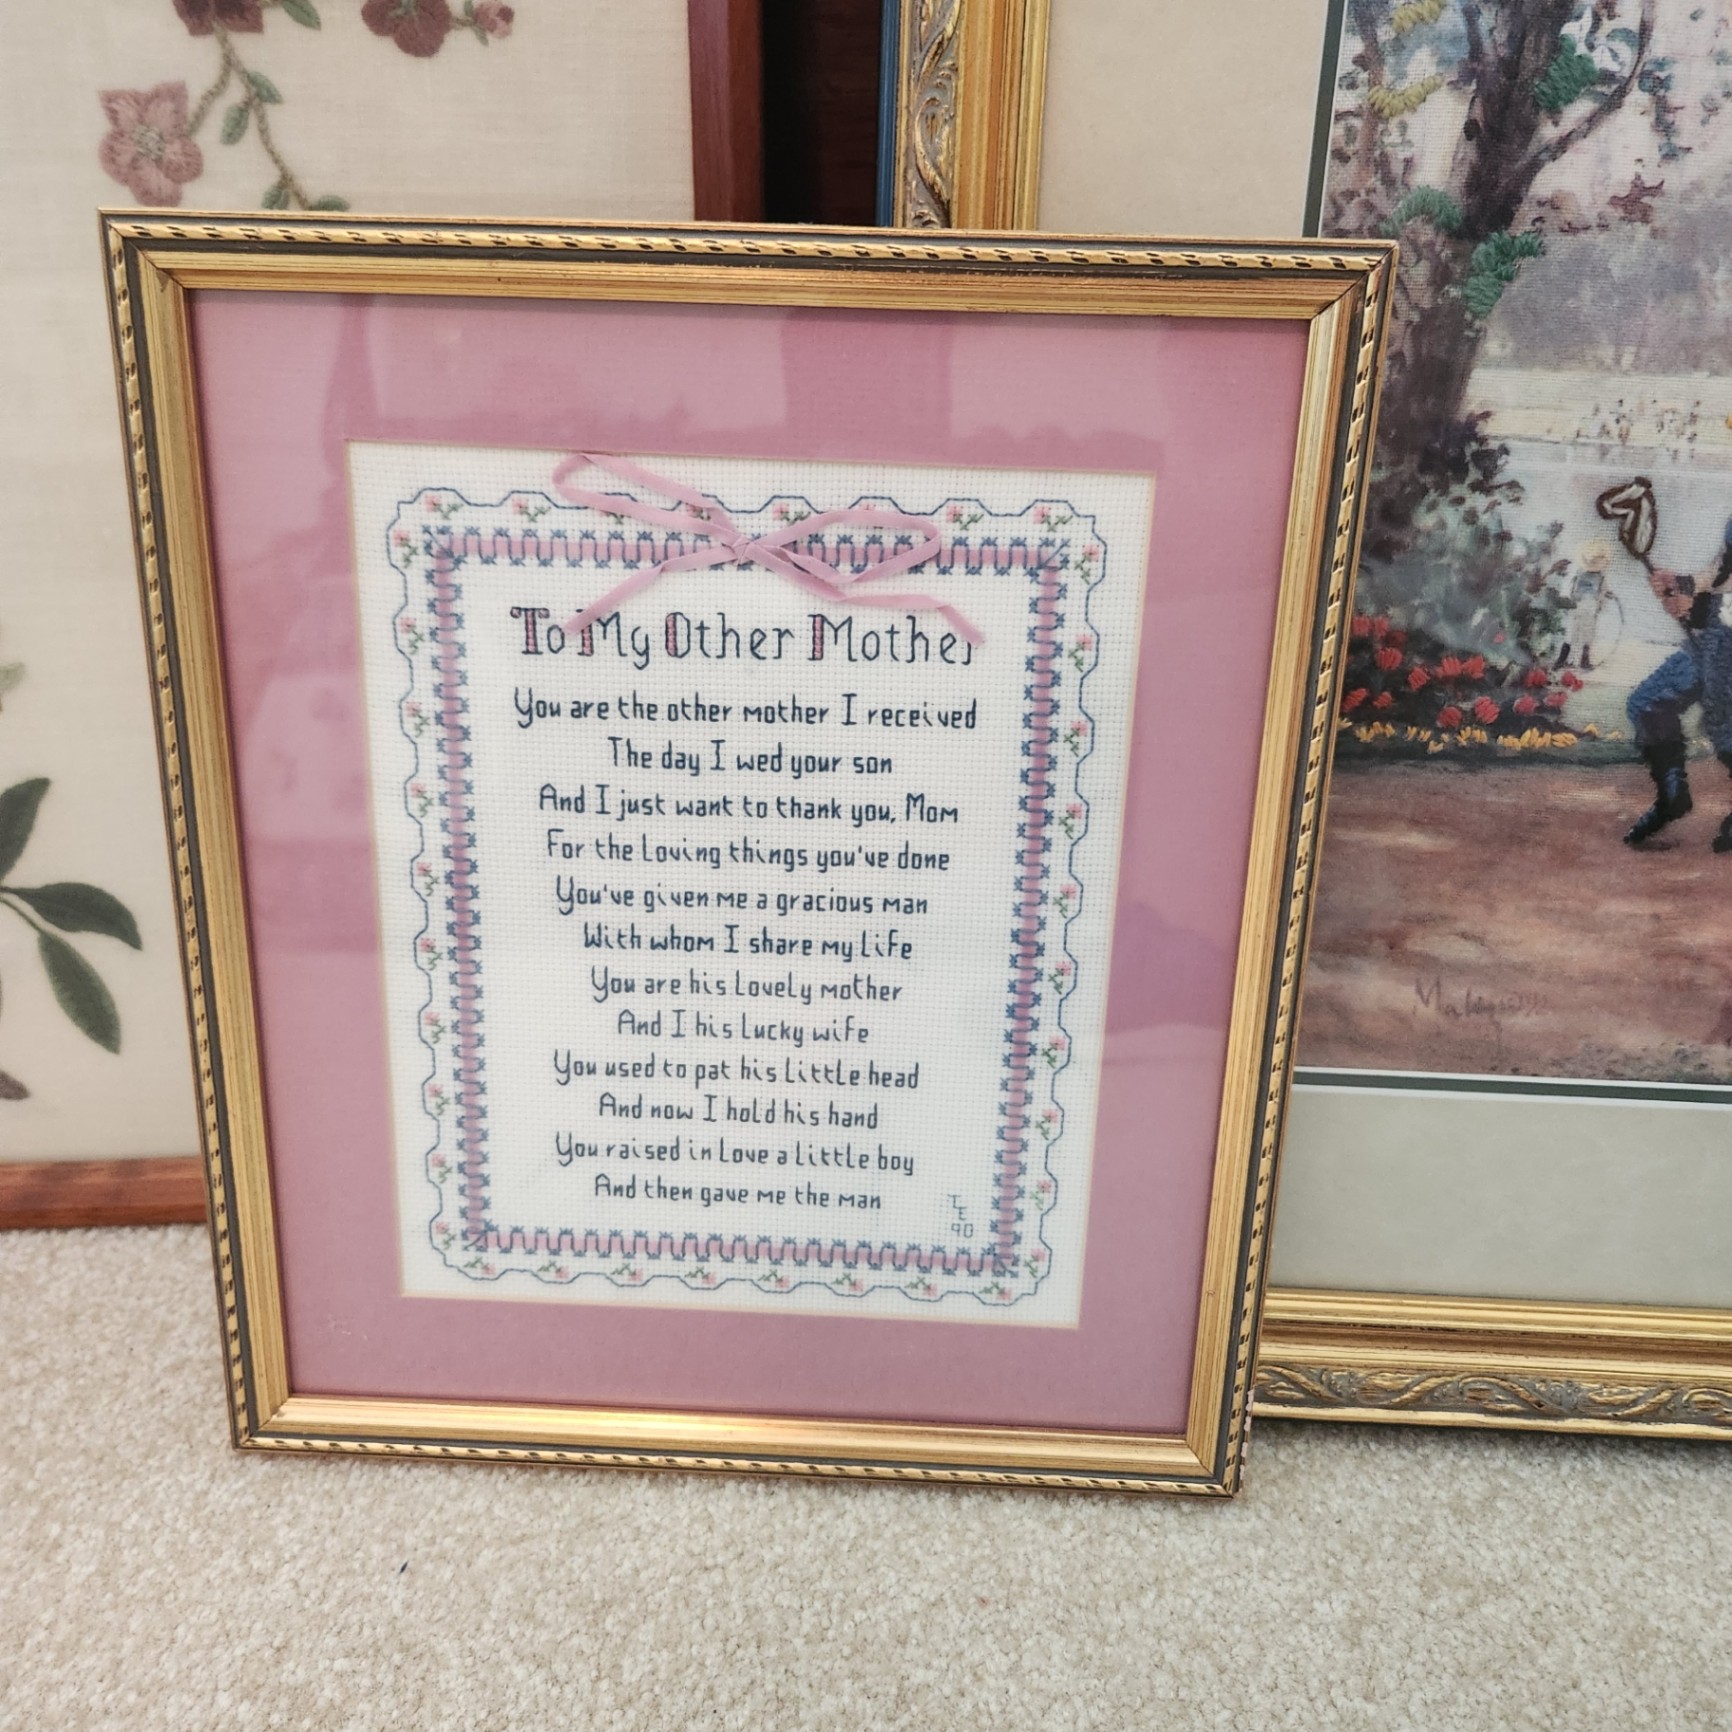 To My Other Mother
You are the other mother I received
The day I wed your son
And I just want to thank you, Mom
For the Loving things you've done
You've given me a gracious man
With whom I share my Life
You are his Lovely mother
And I his Lucky wife
You used to pat his Little head
And now I hold his hand
You raised in Love a Little boy
And then gave me the man
90